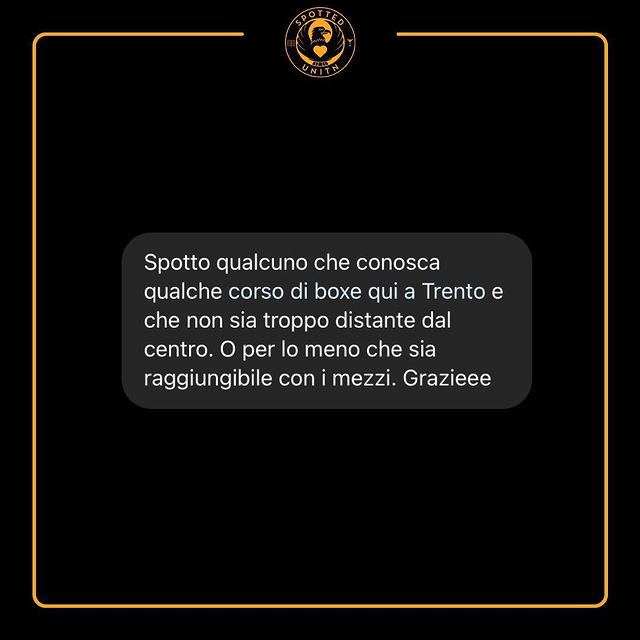 SPOTTED
UNITN
Spotto qualcuno che conosca
qualche corso di boxe qui a Trento e
che non sia troppo distante dal
centro. O per lo meno che sia
raggiungibile con i mezzi. Grazieee